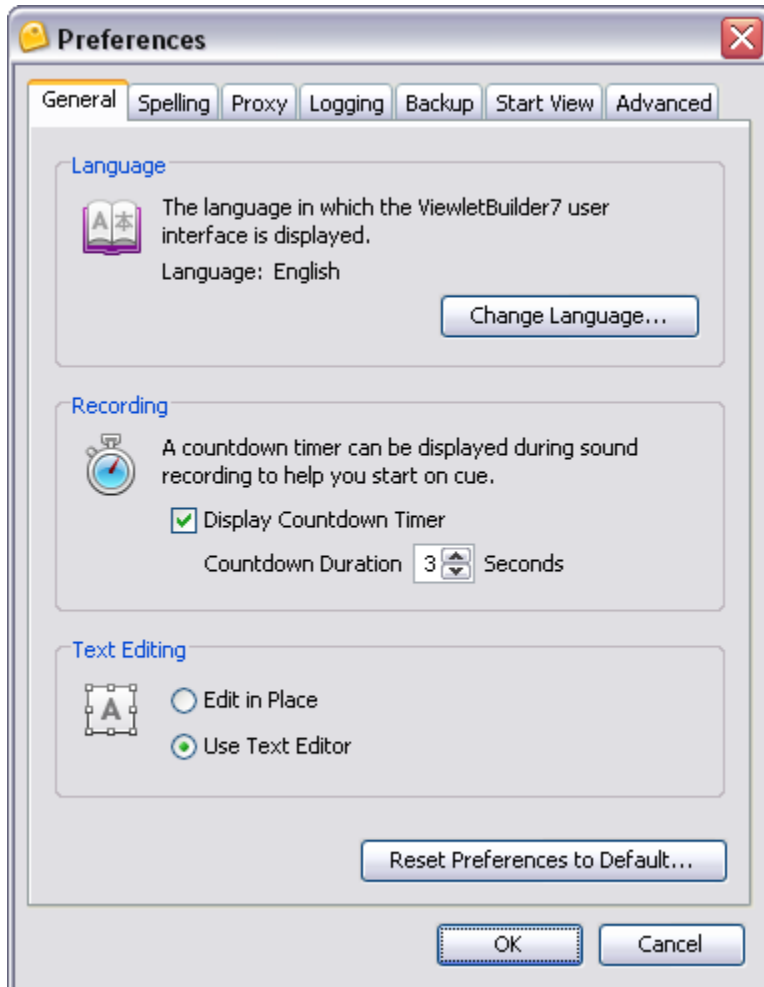 Preferences
General Spelling Proxy Logging Backup Start View Advanced
Language
A 本
The language in which the ViewletBuilder7 user
interface is displayed.
Language: English
Change Language...
Recording
A countdown timer can be displayed during sound
recording to help you start on cue.
Display Countdown Timer
Countdown Duration 3 Seconds
Text Editing
A
Edit in Place
Use Text Editor
Reset Preferences to Default...
OK Cancel